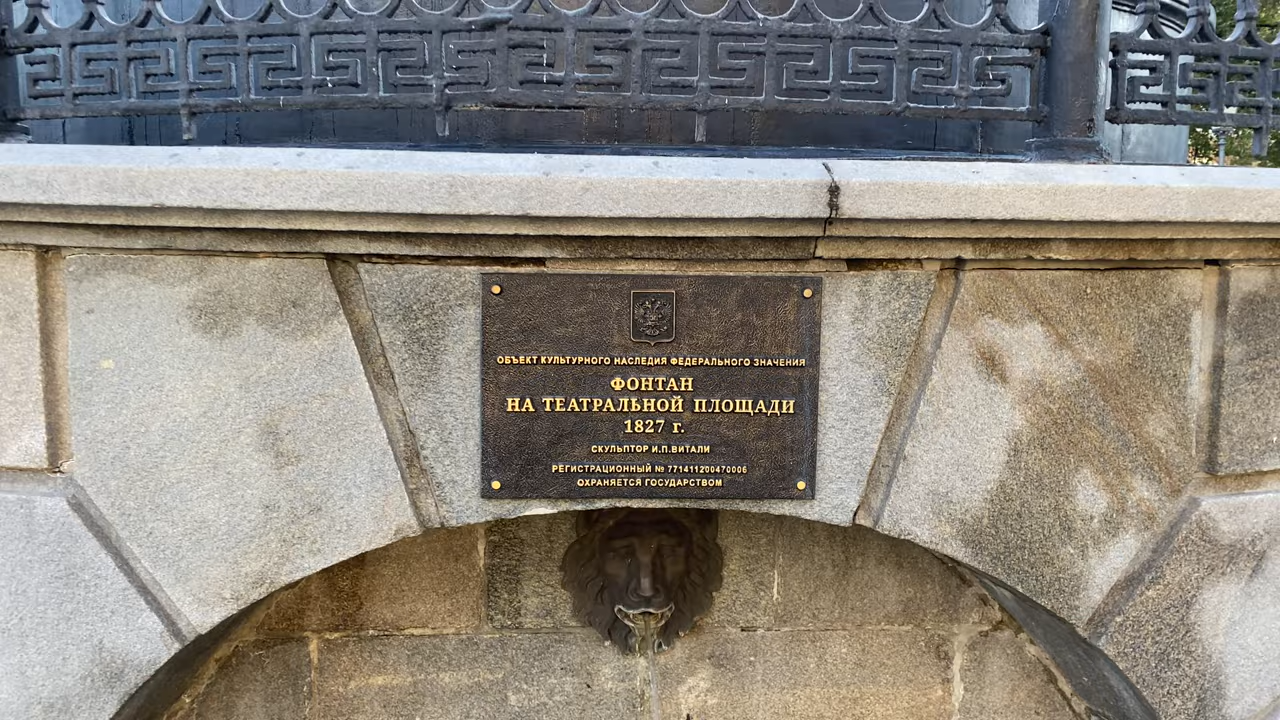 ОБЪЕКТ КУЛЬТУРНОГО НАСЛЕДИЯ ФЕДЕРАЛЬНОГО ЗНАЧЕНИЯ
ФОНТАН
НА ТЕАТРАЛЬНОЙ ПЛОЩАДИ
1827 г.
СКУЛЬПТОР И.П.ВИТАЛИ
РЕГИСТРАЦИОННЫЙ № 771411200470006
ОХРАНЯЕТСЯ ГОСУДАРСТВОМ